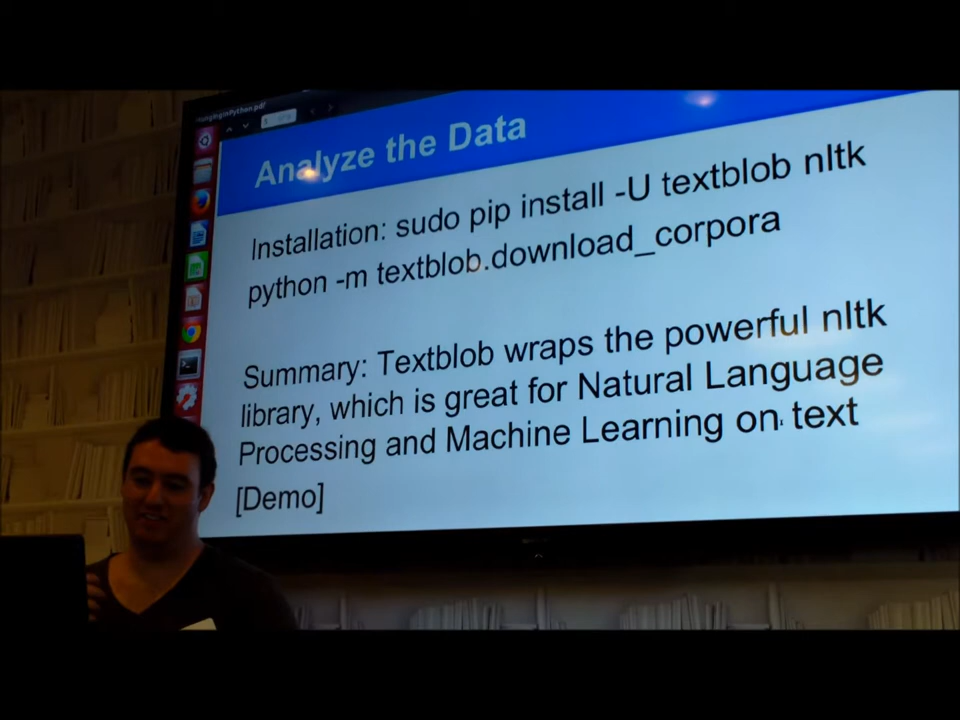 Analyze the Data
Installation: sudo pip install -U textblob nltk
python -m textblob.download_corpora
Summary: Textblob wraps the powerful nltk
library, which is great for Natural Language
Processing and Machine Learning on text
[Demo]